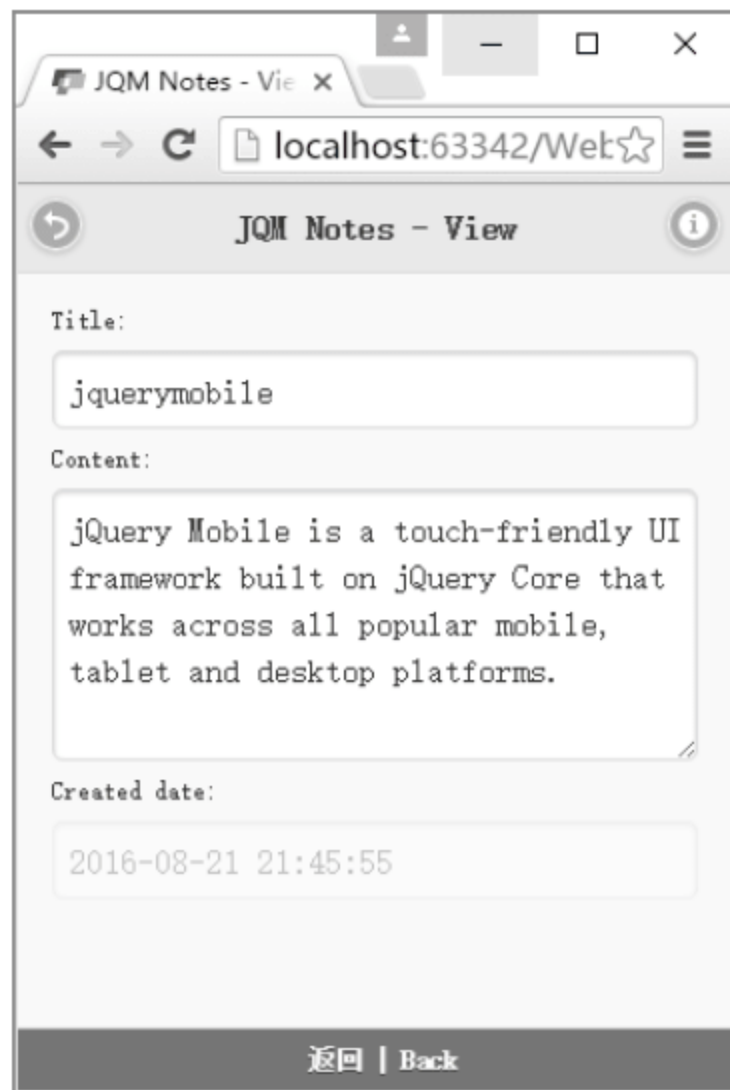 JQM Notes - Vie
localhost:63342/Web
JQM Notes - View
Title:
jquerymobile
Content:
jQuery Mobile is a touch-friendly UI
framework built on jQuery Core that
works across all popular mobile,
tablet and desktop platforms.
Created date:
2016-08-21 21:45:55
返回 | Back